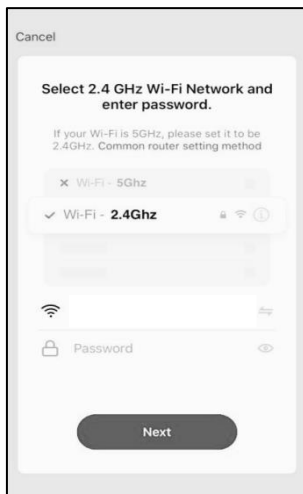 Cancel
Select 2.4 GHz Wi-Fi Network and
enter password.
If your Wi-Fi is 5GHz, please set it to be
2.4GHz. Common router setting method
Wi-Fi - 5Ghz
Wi-Fi - 2.4Ghz
Password
Next